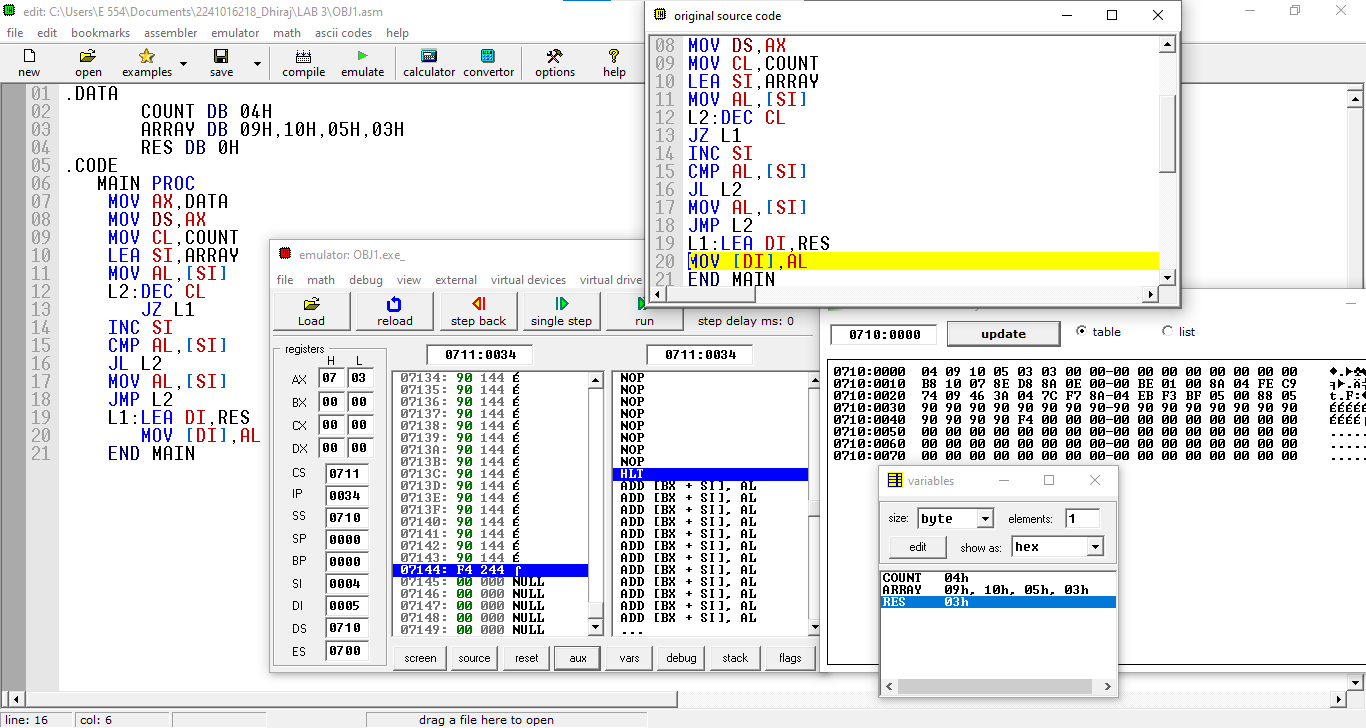 edit: C:\Users\E 554\Documents\2241016218_Dhiraj\LAB 3\OBJ1.asm
file edit bookmarks assembler emulator math ascii codes help
new open examples save compile emulate calculator convertor options help
01 .DATA
02 COUNT DB 04H
03 ARRAY DB 09H,10H,05H,03H
04 RES DB 0H
05 .CODE
06 MAIN PROC
07 MOV AX,DATA
08 MOV DS,AX
09 MOV CL,COUNT
10 LEA SI,ARRAY
11 MOV AL,[SI]
12 L2:DEC CL
13 JZ L1
14 INC SI
15 CMP AL,[SI]
16 JL L2
17 MOV AL,[SI]
18 JMP L2
19 L1:LEA DI,RES
20 MOV [DI],AL
21 END MAIN
original source code
08 MOV DS,AX
09 MOV CL,COUNT
10 LEA SI,ARRAY
11 MOV AL,[SI]
12 L2:DEC CL
13 JZ L1
14 INC SI
15 CMP AL,[SI]
16 JL L2
17 MOV AL,[SI]
18 JMP L2
19 L1:LEA DI,RES
20 MOV [DI],AL
21 END MAIN
emulator: OBJ1.exe_
file math debug view external virtual devices virtual drive
Load reload step back single step run step delay ms: 0
registers
H L
AX 07 03
BX 00 00
CX 00 00
DX 00 00
CS 0711
IP 0034
SS 0710
SP 0000
BP 0000
SI 0004
DI 0005
DS 0710
ES 0700
0711:0034
07134: 90 144 É
07135: 90 144 É
07136: 90 144 É
07137: 90 144 É
07138: 90 144 É
07139: 90 144 É
0713A: 90 144 É
0713B: 90 144 É
0713C: 90 144 É
0713D: 90 144 É
0713E: 90 144 É
0713F: 90 144 É
07140: 90 144 É
07141: 90 144 É
07142: 90 144 É
07143: 90 144 É
07144: F4 244 ⌠
07145: 00 000 NULL
07146: 00 000 NULL
07147: 00 000 NULL
07148: 00 000 NULL
07149: 00 000 NULL
0711:0034
NOP
NOP
NOP
NOP
NOP
NOP
NOP
NOP
HLT
ADD [BX + SI], AL
ADD [BX + SI], AL
ADD [BX + SI], AL
ADD [BX + SI], AL
ADD [BX + SI], AL
ADD [BX + SI], AL
ADD [BX + SI], AL
ADD [BX + SI], AL
ADD [BX + SI], AL
ADD [BX + SI], AL
ADD [BX + SI], AL
ADD [BX + SI], AL
...
screen source reset aux vars debug stack flags
0710:0000 update table list
0710:0000 04 09 10 05 03 03 00 00-00 00 00 00 00 00 00 00
0710:0010 B8 10 07 8E D8 8A 0E 00-00 BE 01 00 8A 04 FE C9
0710:0020 74 09 46 3A 04 7C F7 8A-04 EB F3 BF 05 00 88 05
0710:0030 90 90 90 90 90 90 90 90-90 90 90 90 90 90 90 90
0710:0040 90 90 90 90 F4 00 00 00-00 00 00 00 00 00 00 00
0710:0050 00 00 00 00 00 00 00 00-00 00 00 00 00 00 00 00
0710:0060 00 00 00 00 00 00 00 00-00 00 00 00 00 00 00 00
0710:0070 00 00 00 00 00 00 00 00-00 00 00 00 00 00 00 00
variables
size: byte elements: 1
edit show as: hex
COUNT 04h
ARRAY 09h, 10h, 05h, 03h
RES 03h
line: 16 col: 6 drag a file here to open